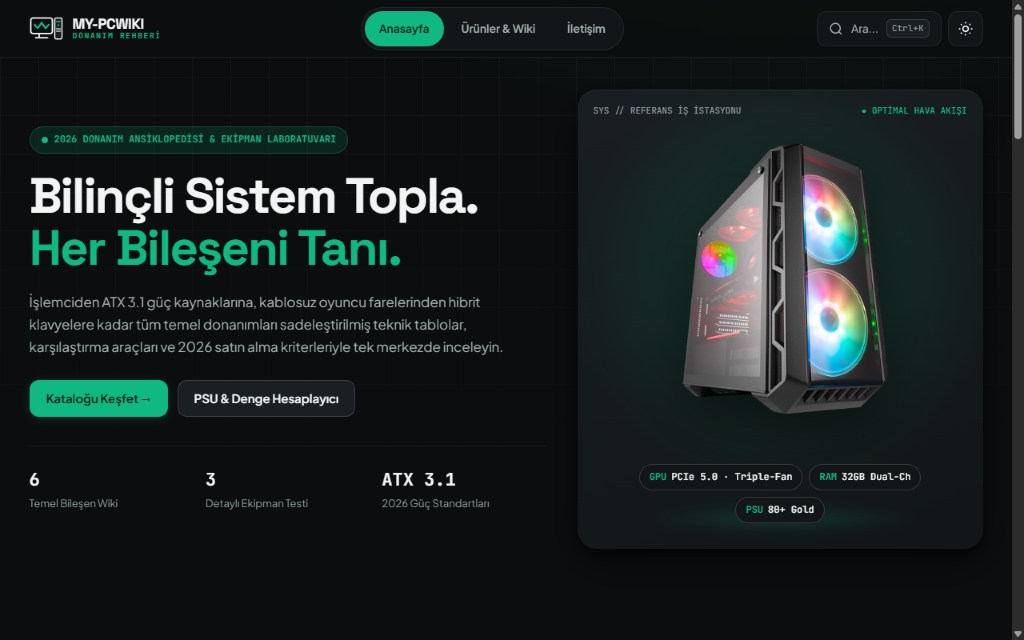 MY-PCWIKI
DONANIM REHBERİ
Anasayfa
Ürünler & Wiki
İletişim
Ara...
Ctrl+K
2026 DONANIM ANSİKLOPEDİSİ & EKİPMAN LABORATUVARI
Bilinçli Sistem Topla.
Her Bileşeni Tanı.
İşlemciden ATX 3.1 güç kaynaklarına, kablosuz oyuncu farelerinden hibrit
klavyelere kadar tüm temel donanımları sadeleştirilmiş teknik tablolar,
karşılaştırma araçları ve 2026 satın alma kriterleriyle tek merkezde inceleyin.
Kataloğu Keşfet →
PSU & Denge Hesaplayıcı
6
Temel Bileşen Wiki
3
Detaylı Ekipman Testi
ATX 3.1
2026 Güç Standartları
SYS // REFERANS İŞ İSTASYONU
● OPTİMAL HAVA AKIŞI
GPU PCIe 5.0 · Triple-Fan
RAM 32GB Dual-Ch
PSU 80+ Gold